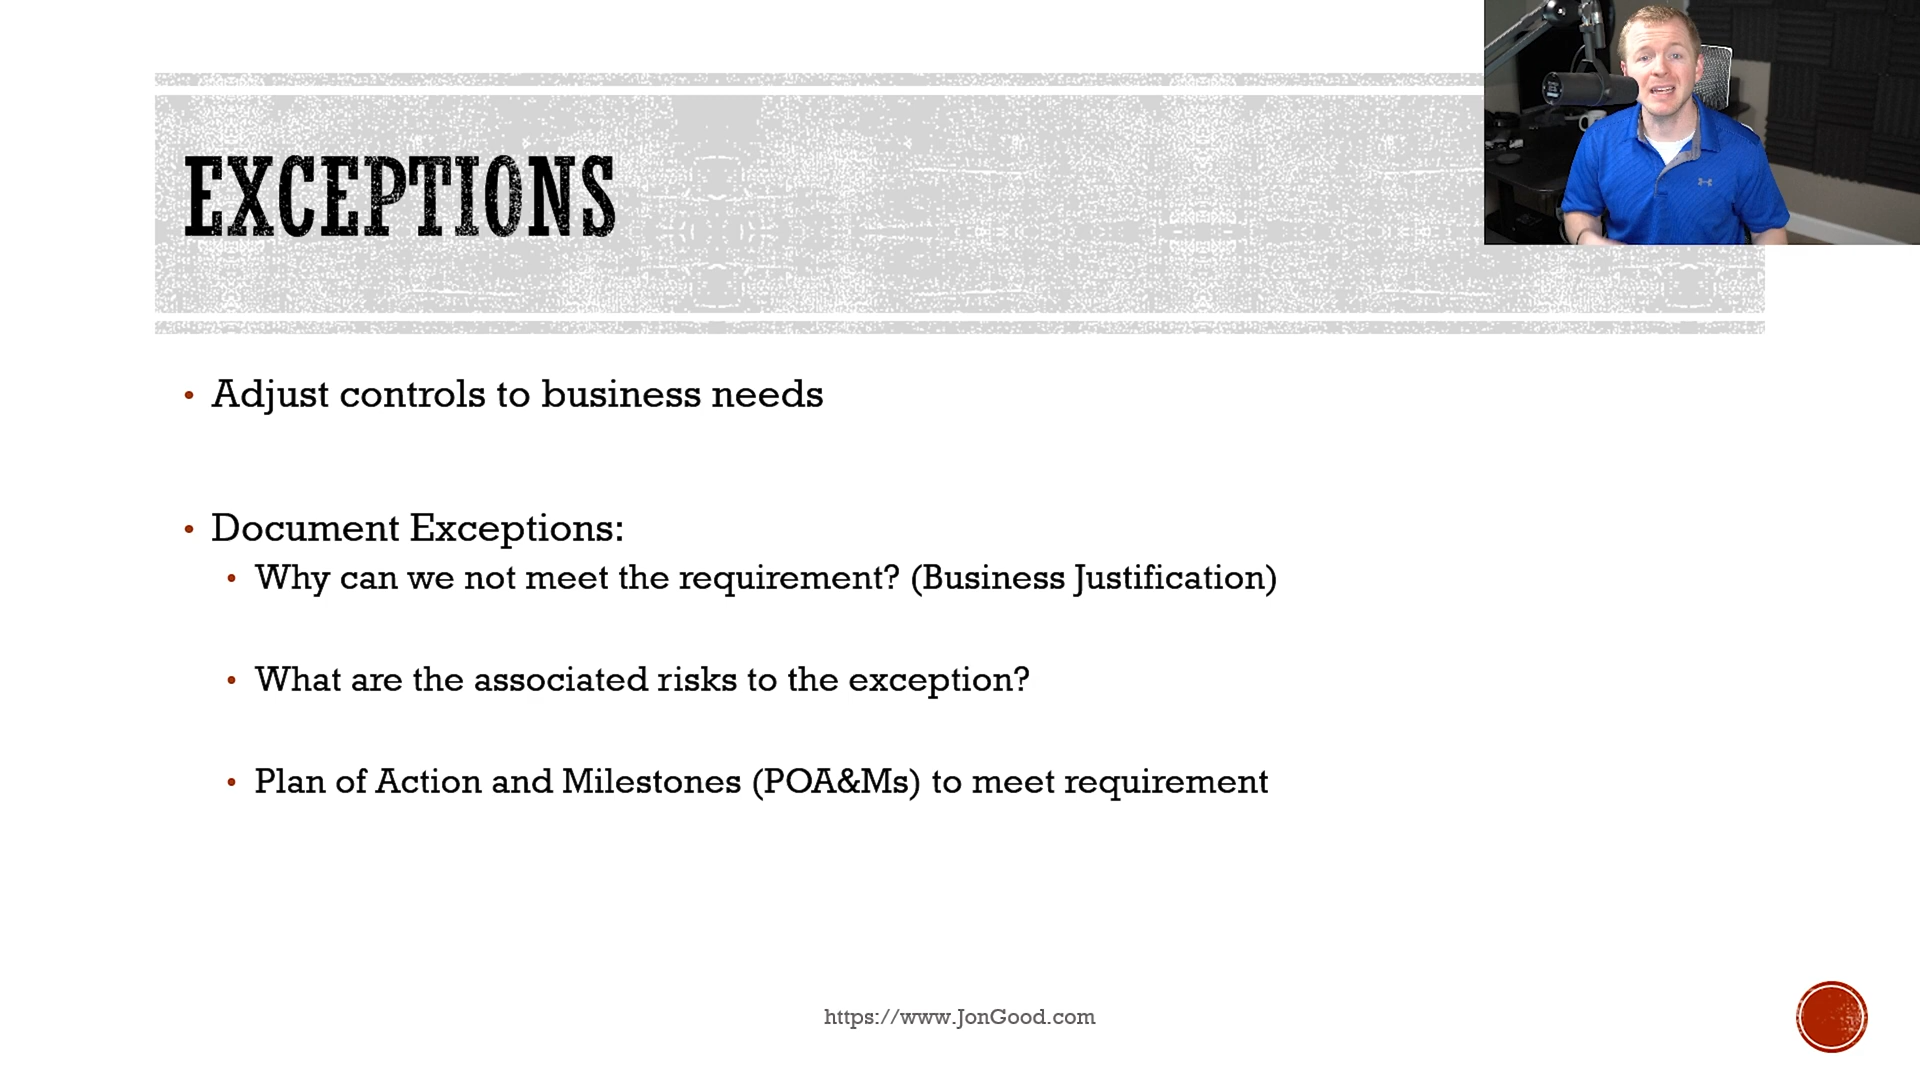 EXCEPTIONS
Adjust controls to business needs
Document Exceptions:
Why can we not meet the requirement? (Business Justification)
What are the associated risks to the exception?
Plan of Action and Milestones (POA&Ms) to meet requirement
https://www.JonGood.com